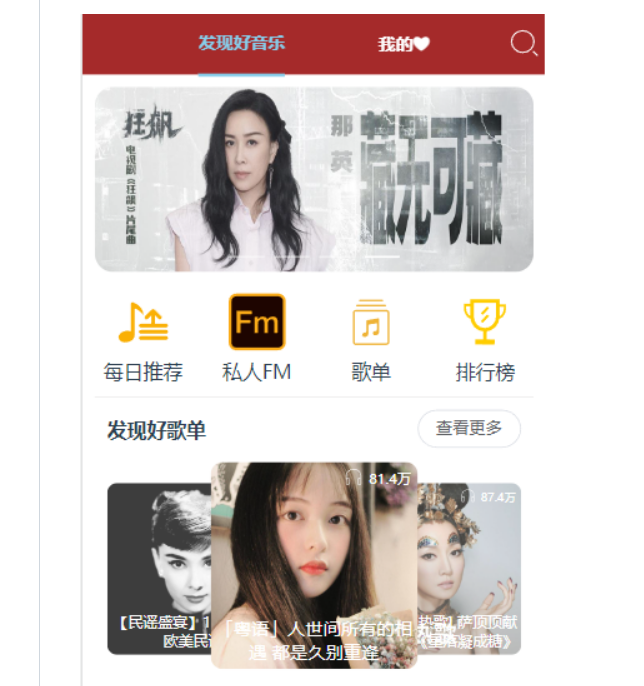 发现好音乐
我的
狂飙
电视剧《狂飙》片尾曲
那英
藏无可藏
Fm
每日推荐
私人FM
歌单
排行榜
发现好歌单
查看更多
81.4万
87.4万
【民谣盛宴】1
欧美民谣
「粤语」人世间所有的相
遇 都是久别重逢
热歌
萨顶顶献
凝成糖》